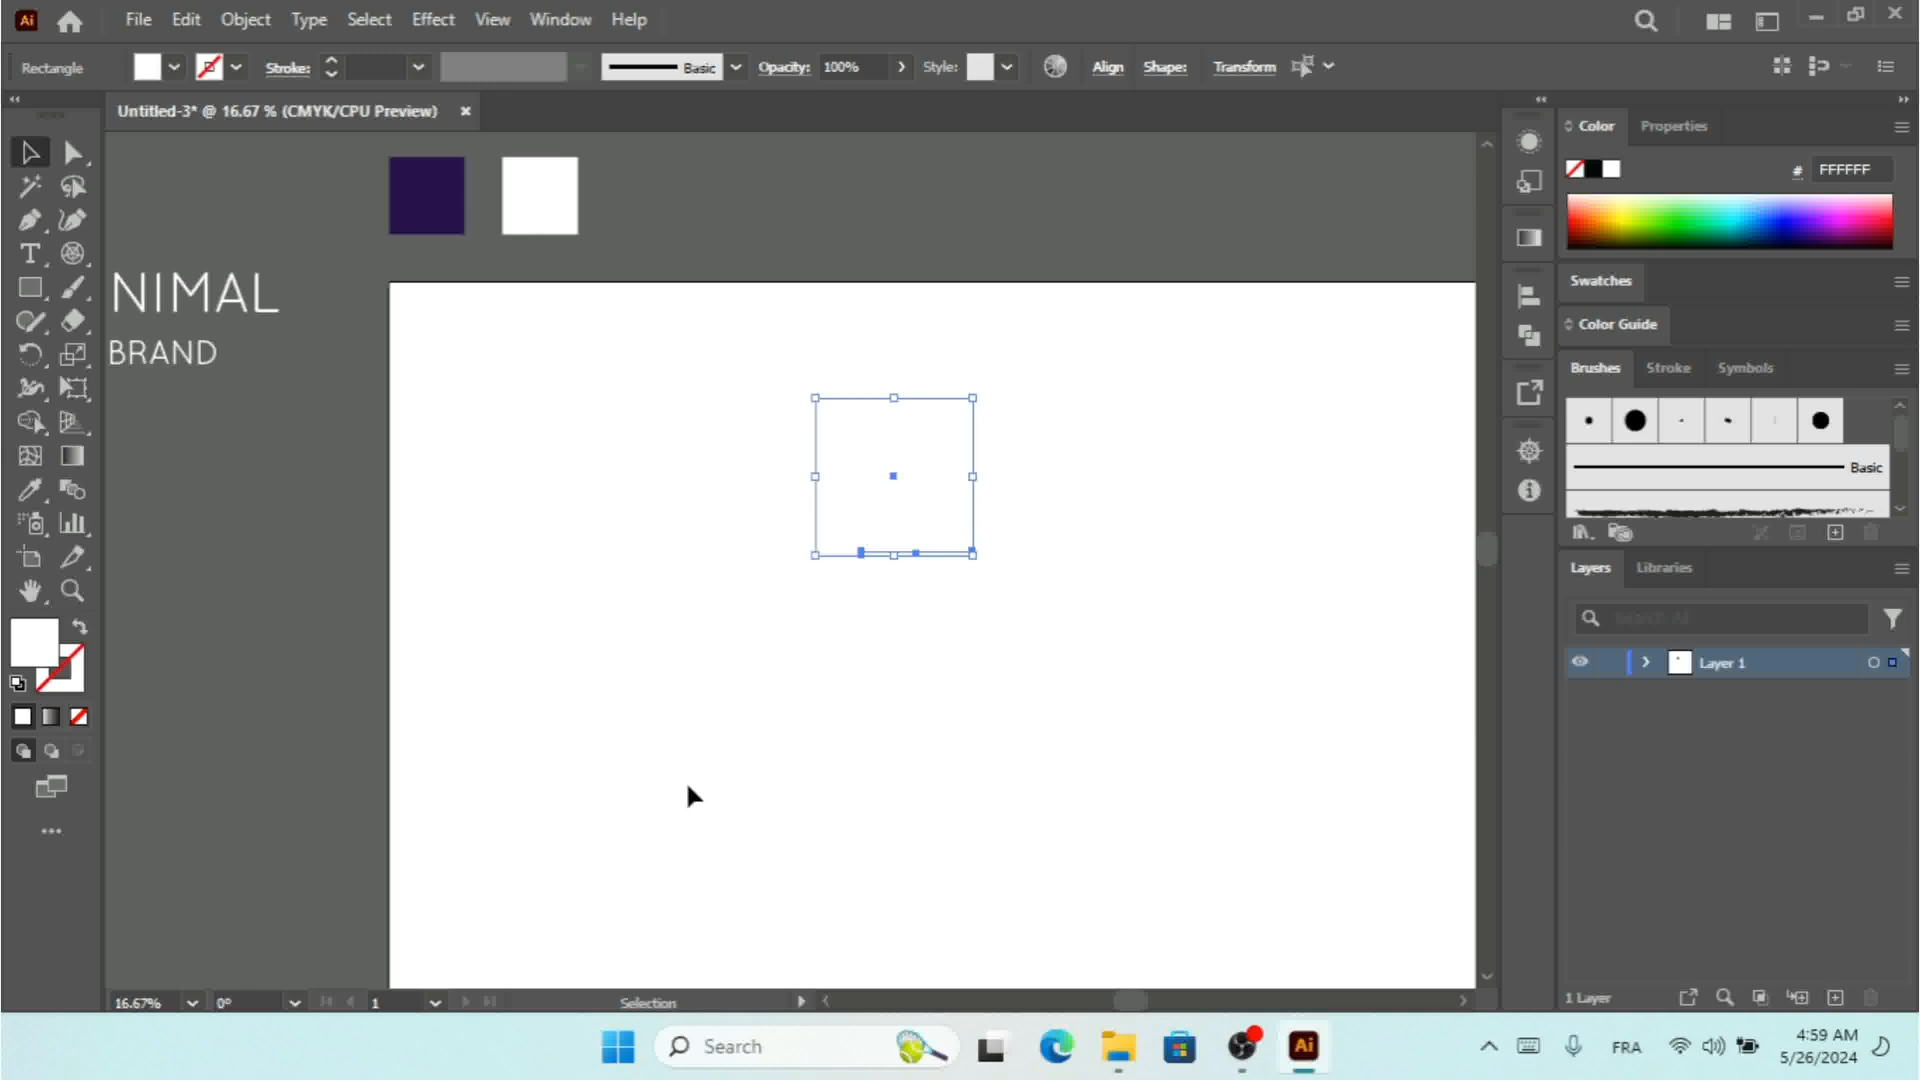 Ai File Edit Object Type Select Effect View Window Help
Rectangle Stroke: Basic Opacity: 100% Style: Align Shape: Transform
Untitled-3* @ 16.67 % (CMYK/CPU Preview)
Color Properties
# FFFFFF
NIMAL
BRAND
Swatches
Color Guide
Brushes Stroke Symbols
Basic
Layers Libraries
Layer 1
16.67% 0° 1 Selection
1 Layer
Search
Ai
FRA
4:59 AM
5/26/2024